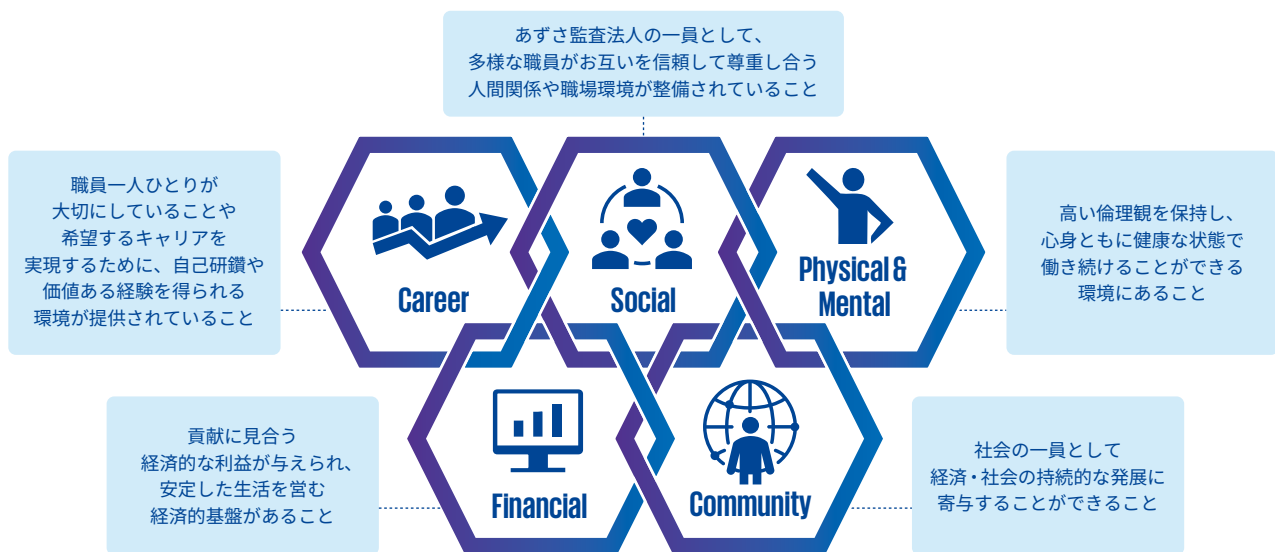 あずさ監査法人の一員として、
多様な職員がお互いを信頼して尊重し合う
人間関係や職場環境が整備されていること
職員一人ひとりが
大切にしていることや
希望するキャリアを
実現するために、自己研鑽や
価値ある経験を得られる
環境が提供されていること
Career
Social
Physical &
Mental
高い倫理観を保持し、
心身ともに健康な状態で
働き続けることができる
環境にあること
貢献に見合う
経済的な利益が与えられ、
安定した生活を営む
経済的基盤があること
Financial
Community
社会の一員として
経済・社会の持続的な発展に
寄与することができること